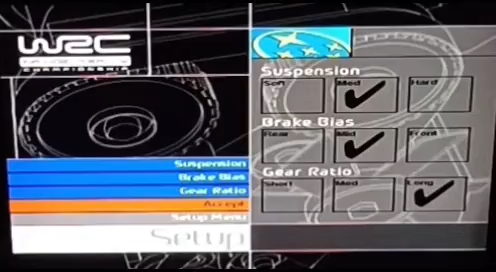 WRC
CHAMPIONSHIP
Suspension
Soft Med Hard
Brake Bias
Rear Mid Front
Gear Ratio
Short Med Long
Suspension
Brake Bias
Gear Ratio
Accept
Setup Menu
Setup